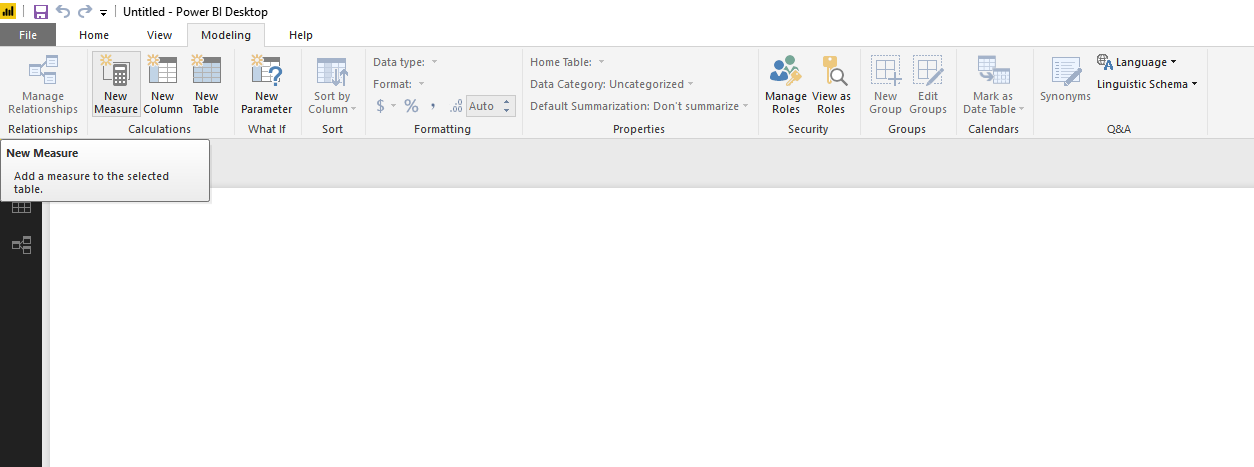 Untitled - Power BI Desktop
File Home View Modeling Help
Manage Relationships
New Measure
New Column
New Table
New Parameter
Sort by Column
Data type:
Format:
$ % , .00 Auto
Home Table:
Data Category: Uncategorized
Default Summarization: Don't summarize
Manage Roles
View as Roles
New Group
Edit Groups
Mark as Date Table
Synonyms
Language
Linguistic Schema
Relationships Calculations What If Sort Formatting Properties Security Groups Calendars Q&A
New Measure
Add a measure to the selected
table.